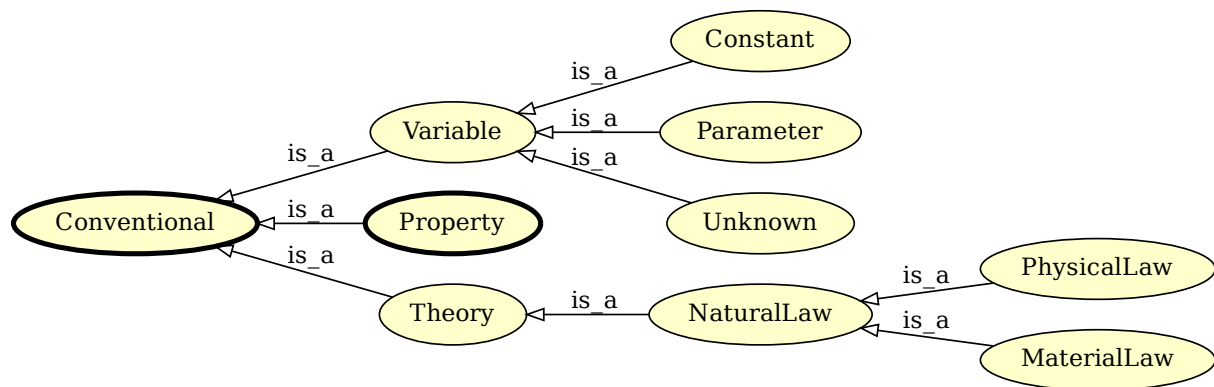 Constant
is_a
Variable
is_a
Parameter
is_a
is_a
Conventional
is_a
Property
Unknown
is_a
PhysicalLaw
is_a
Theory
is_a
NaturalLaw
is_a
MaterialLaw